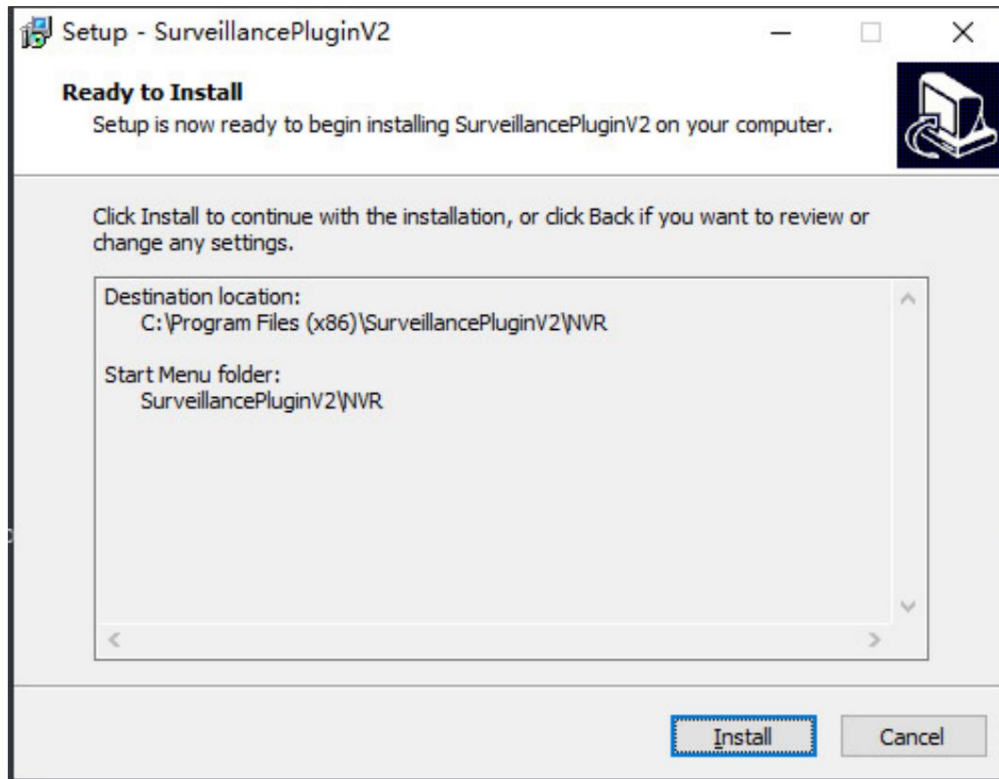 Setup - SurveillancePluginV2
Ready to Install
Setup is now ready to begin installing SurveillancePluginV2 on your computer.
Click Install to continue with the installation, or click Back if you want to review or
change any settings.
Destination location:
C:\Program Files (x86)\SurveillancePluginV2\NVR
Start Menu folder:
SurveillancePluginV2\NVR
Install
Cancel